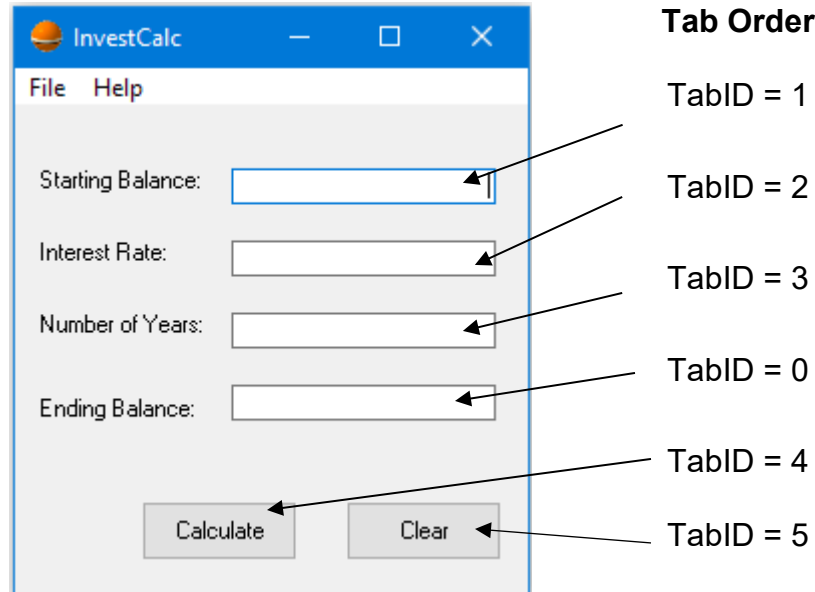 InvestCalc
File Help
Starting Balance:
Interest Rate:
Number of Years:
Ending Balance:
Calculate Clear
Tab Order
TabID = 1
TabID = 2
TabID = 3
TabID = 0
TabID = 4
TabID = 5